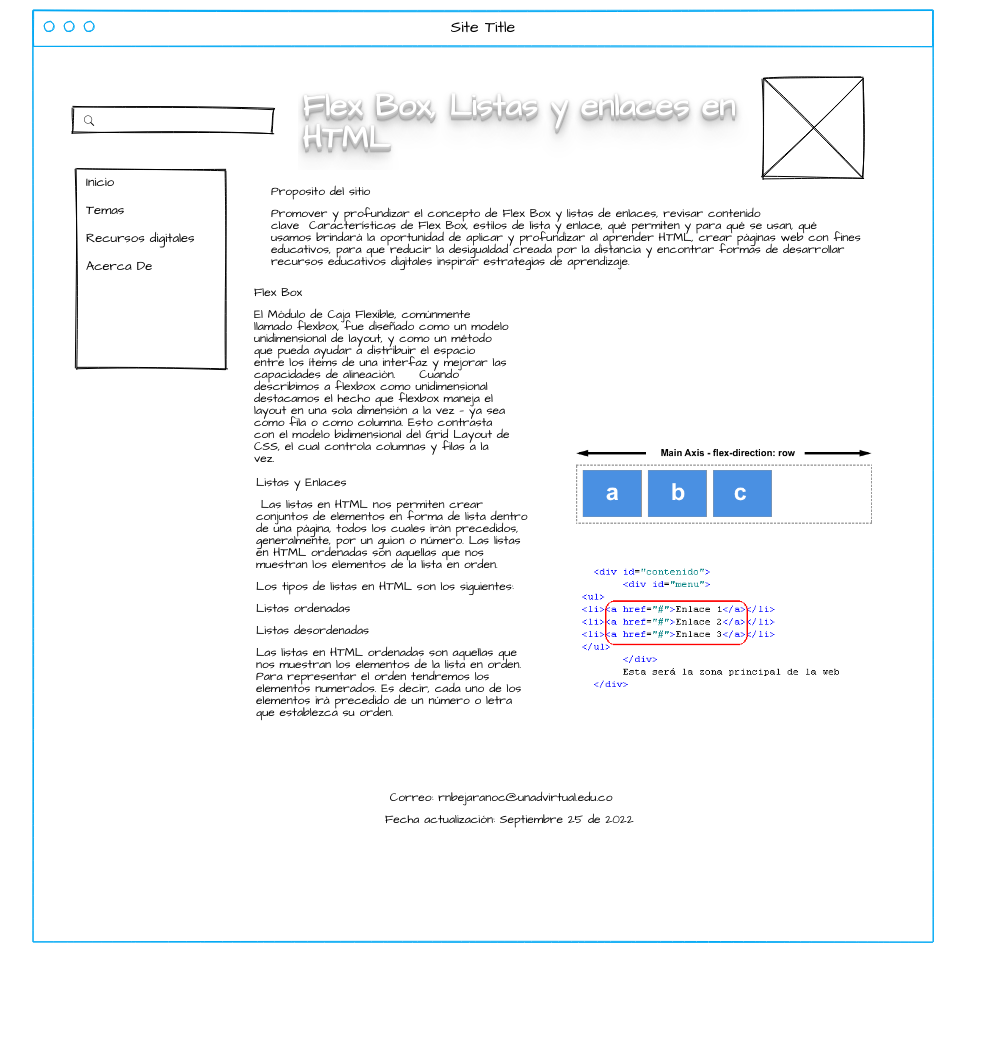 Site Title
Flex Box, Listas y enlaces en
HTML
Inicio
Temas
Recursos digitales
Acerca De
Proposito del sitio
Promover y profundizar el concepto de Flex Box y listas de enlaces, revisar contenido
clave  Características de Flex Box, estilos de lista y enlace, qué permiten y para qué se usan, qué
usamos brindará la oportunidad de aplicar y profundizar al aprender HTML, crear páginas web con fines
educativos, para que reducir la desigualdad creada por la distancia y encontrar formas de desarrollar
recursos educativos digitales inspirar estrategias de aprendizaje.
Flex Box
El Módulo de Caja Flexible, comúnmente
llamado flexbox, fue diseñado como un modelo
unidimensional de layout, y como un método
que pueda ayudar a distribuir el espacio
entre los ítems de una interfaz y mejorar las
capacidades de alineación.    Cuando
describimos a flexbox como unidimensional
destacamos el hecho que flexbox maneja el
layout en una sola dimensión a la vez - ya sea
como fila o como columna. Esto contrasta
con el modelo bidimensional del Grid Layout de
CSS, el cual controla columnas y filas a la
vez.
Listas y Enlaces
Las listas en HTML nos permiten crear
conjuntos de elementos en forma de lista dentro
de una página, todos los cuales irán precedidos,
generalmente, por un guion o número. Las listas
en HTML ordenadas son aquellas que nos
muestran los elementos de la lista en orden.
Los tipos de listas en HTML son los siguientes:
Listas ordenadas
Listas desordenadas
Las listas en HTML ordenadas son aquellas que
nos muestran los elementos de la lista en orden.
Para representar el orden tendremos los
elementos numerados. Es decir, cada uno de los
elementos irá precedido de un número o letra
que establezca su orden.
Main Axis - flex-direction: row
a b c
<div id="contenido">
<div id="menu">
<ul>
<li><a href="#">Enlace 1</a></li>
<li><a href="#">Enlace 2</a></li>
<li><a href="#">Enlace 3</a></li>
</ul>
</div>
Esta será la zona principal de la web
</div>
Correo: rnbejaranoc@unadvirtual.edu.co
Fecha actualización: Septiembre 25 de 2022